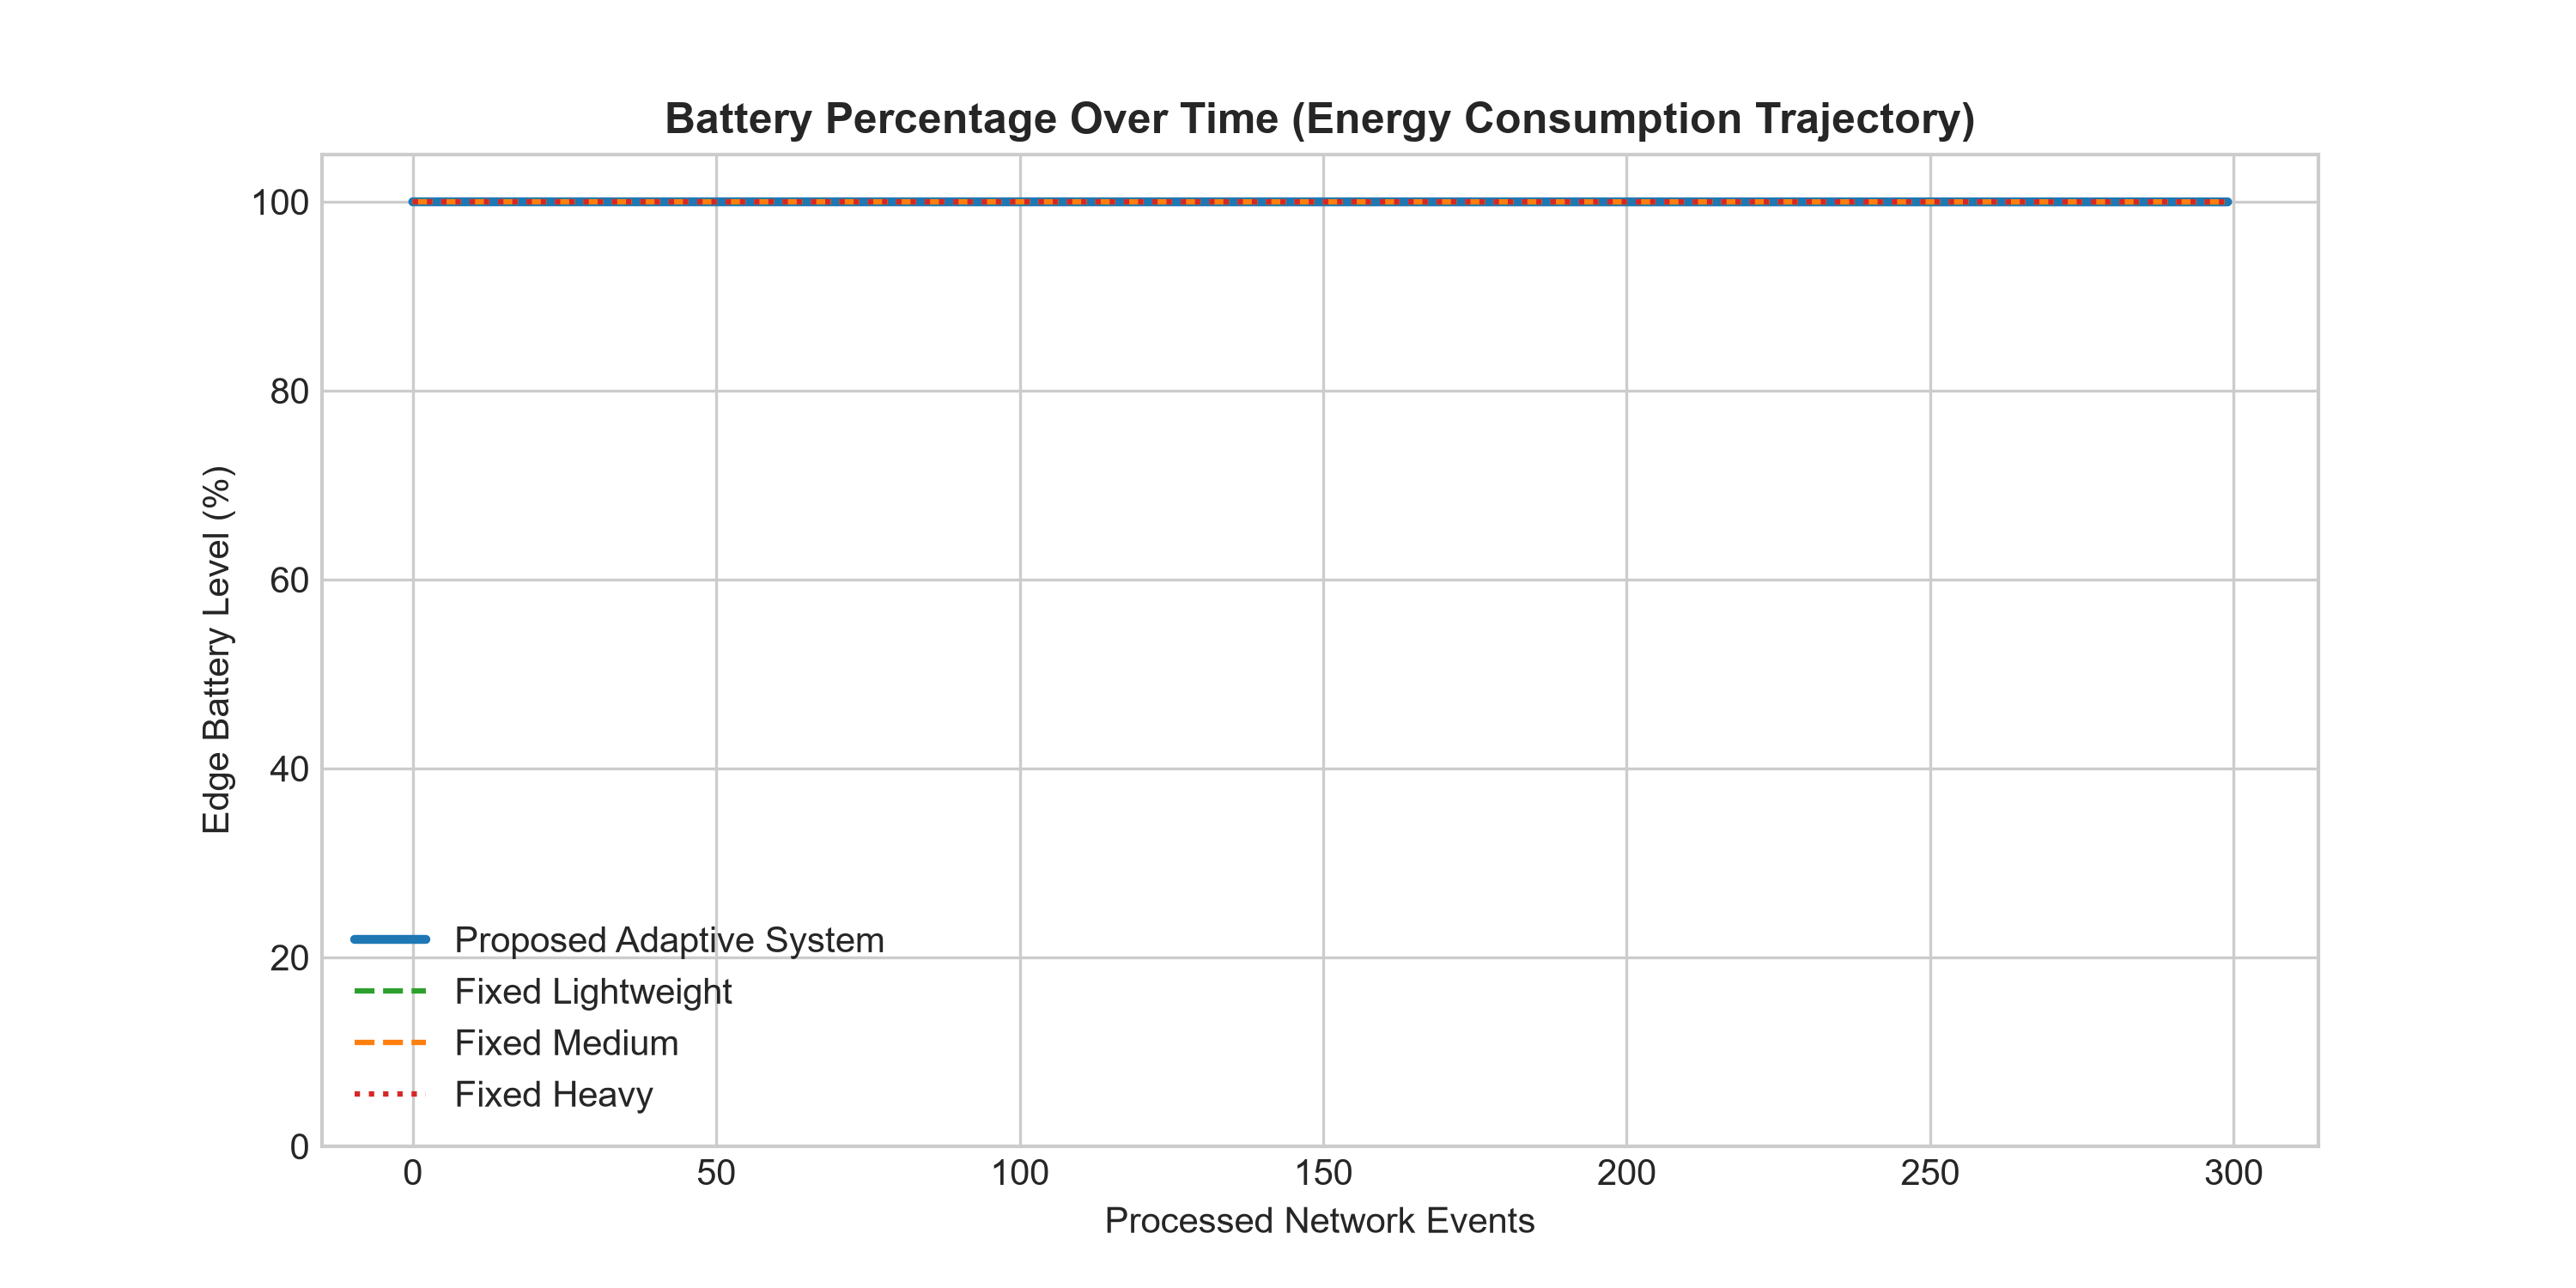 Battery Percentage Over Time (Energy Consumption Trajectory)
Edge Battery Level (%)
100
80
60
40
20
0
Proposed Adaptive System
Fixed Lightweight
Fixed Medium
Fixed Heavy
0 50 100 150 200 250 300
Processed Network Events